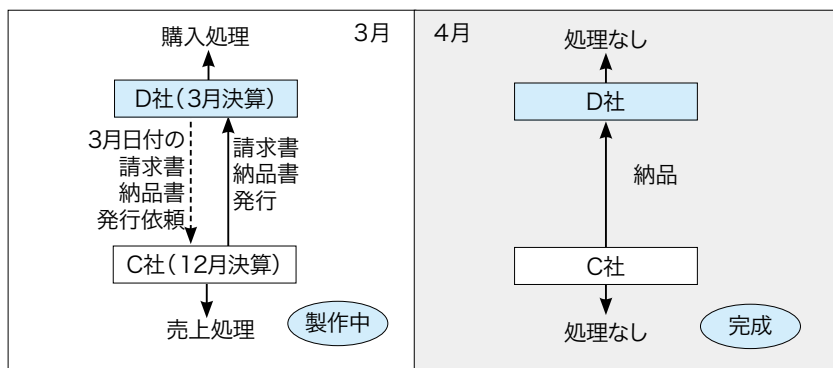 購入処理
3月
D社（3月決算）
3月日付の
請求書
納品書
発行依頼
請求書
納品書
発行
C社（12月決算）
売上処理
製作中
4月
処理なし
D社
納品
C社
処理なし
完成